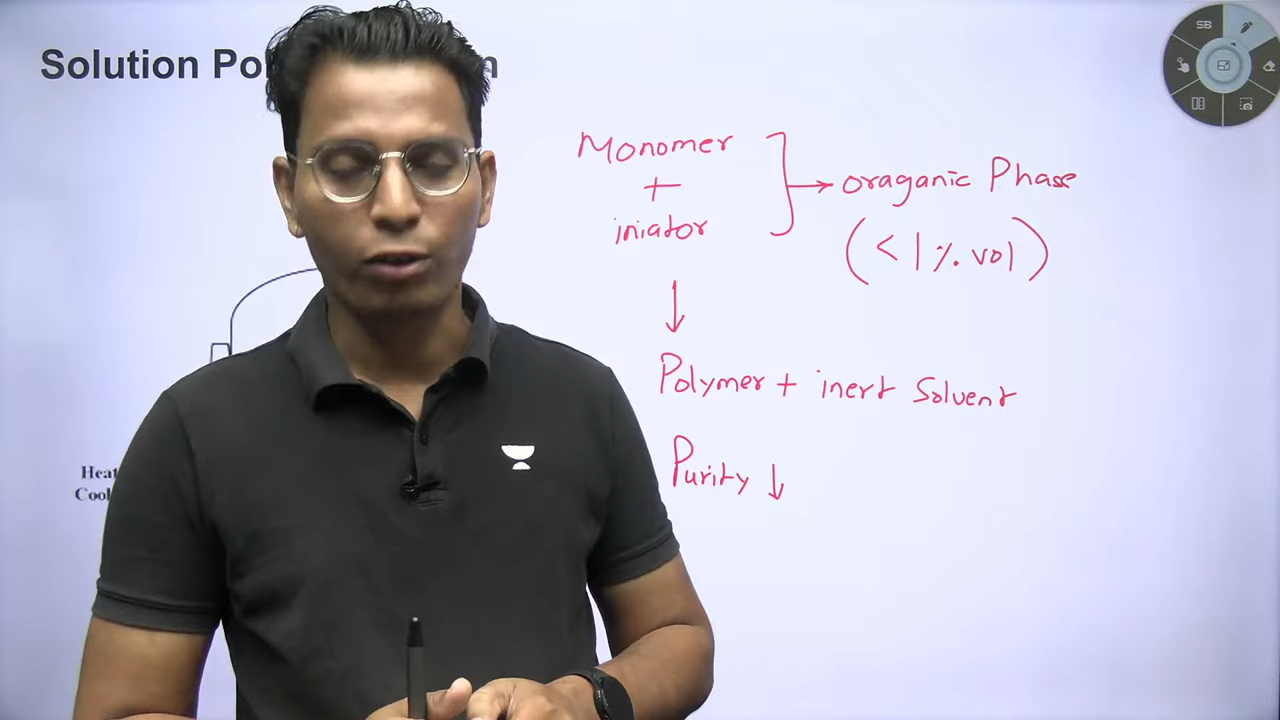 Solution Po n
Monomer
+
iniator
→ oraganic Phase
(< 1 %. vol)
↓
Polymer + inert Solvent
Purity ↓
Heat
Cool
SB